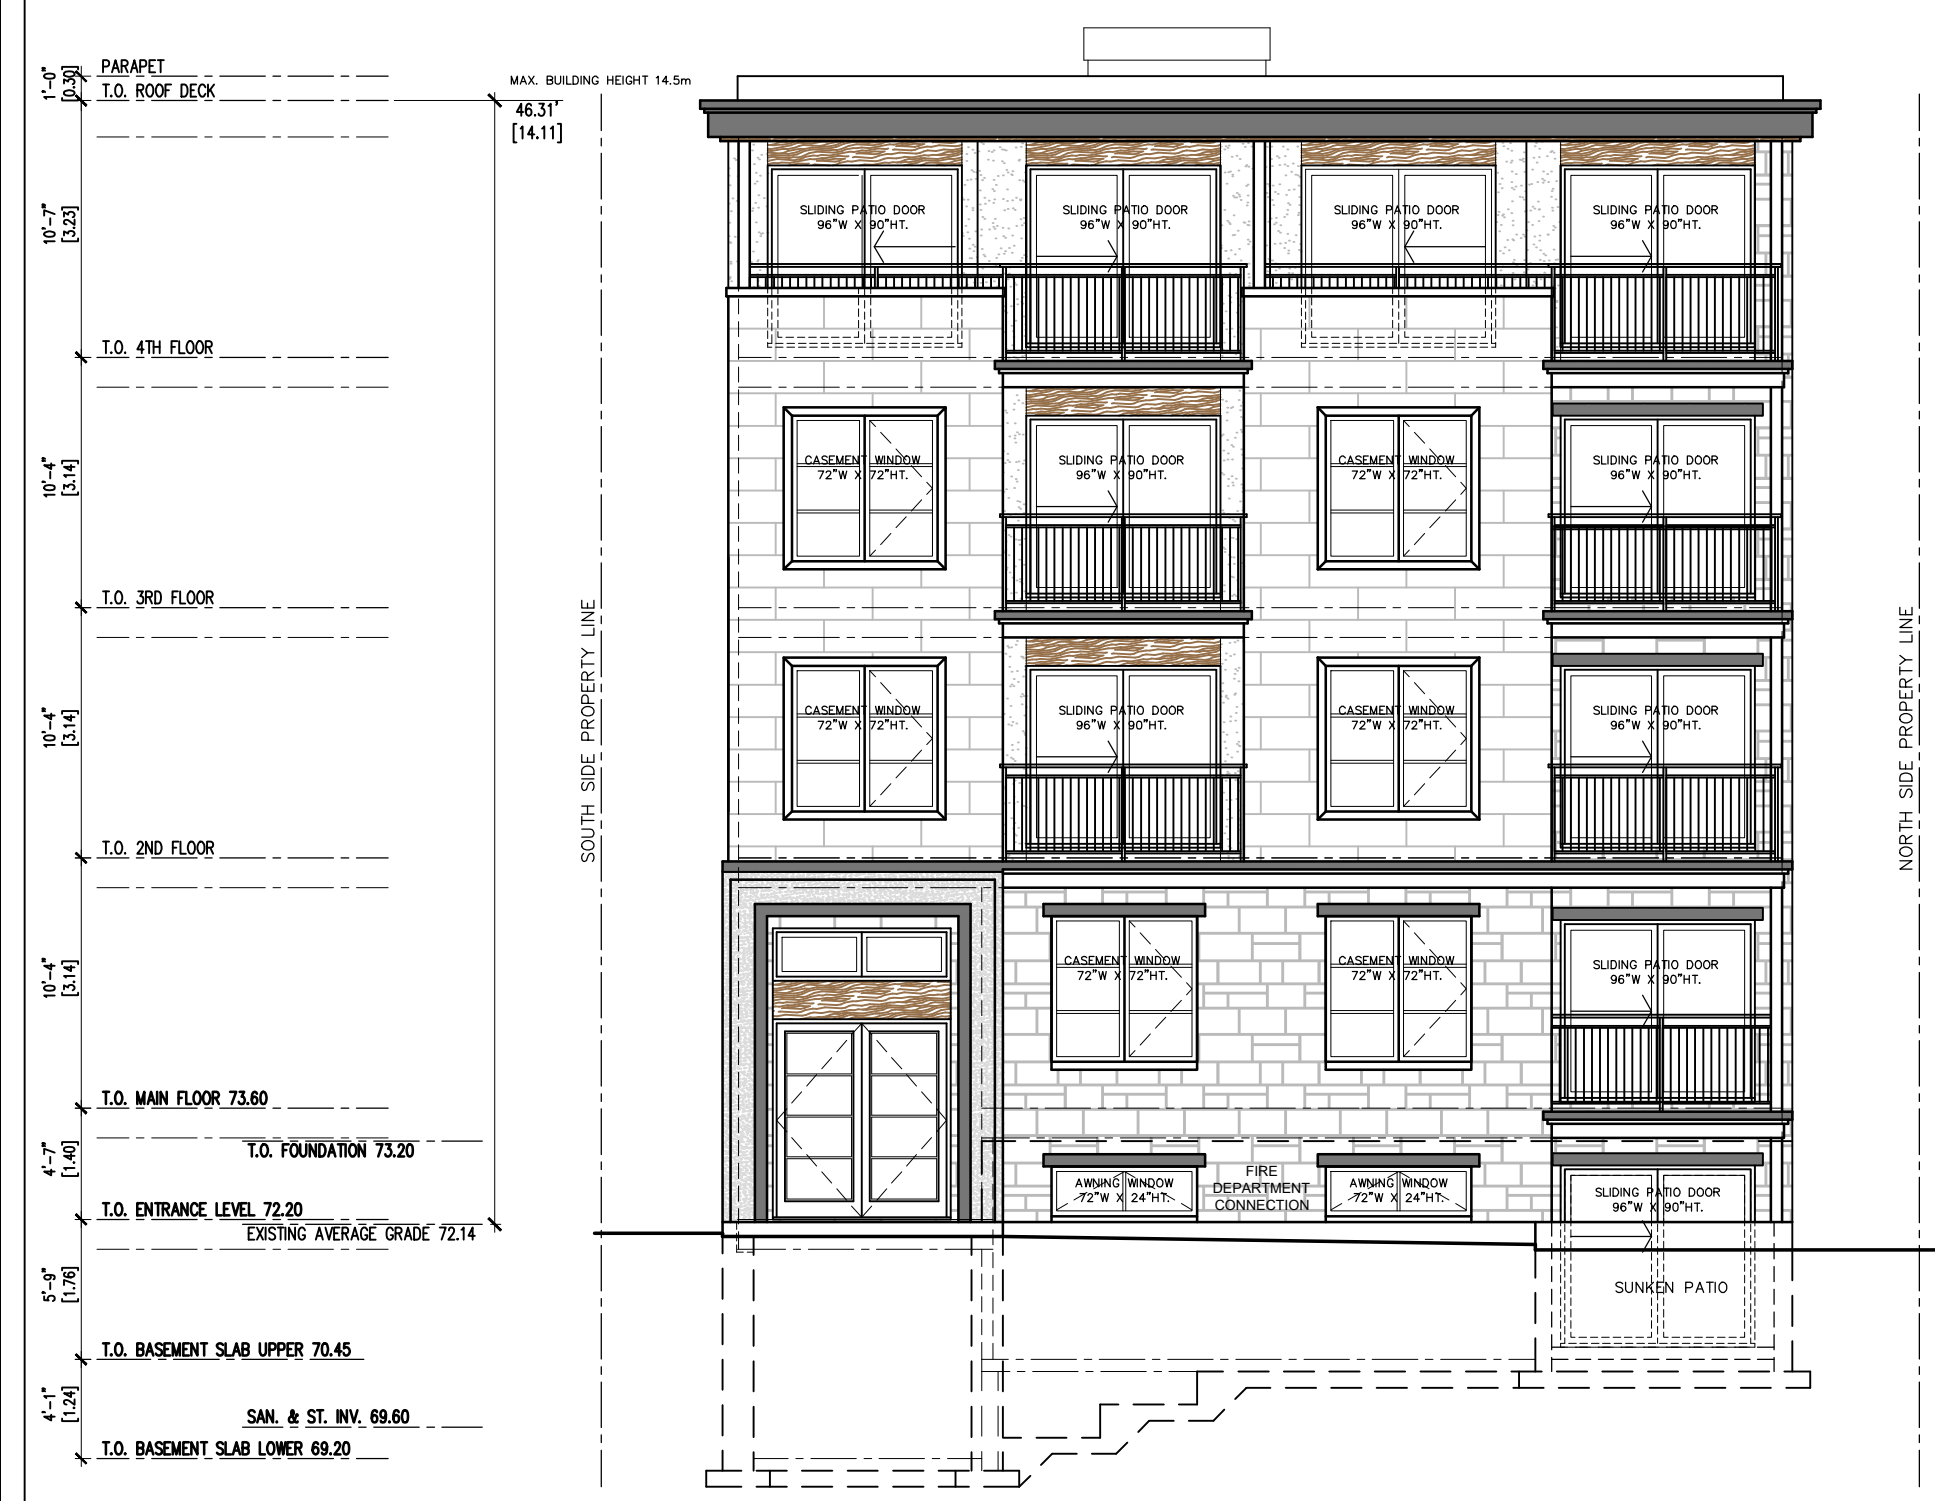 PARAPET
1'-0"
[0.30]
T.O. ROOF DECK
MAX. BUILDING HEIGHT 14.5m
46.31'
[14.11]
10'-7"
[3.23]
SLIDING PATIO DOOR
96"W X 90"HT.
SLIDING PATIO DOOR
96"W X 90"HT.
SLIDING PATIO DOOR
96"W X 90"HT.
SLIDING PATIO DOOR
96"W X 90"HT.
T.O. 4TH FLOOR
10'-4"
[3.14]
CASEMENT WINDOW
72"W X 72"HT.
SLIDING PATIO DOOR
96"W X 90"HT.
CASEMENT WINDOW
72"W X 72"HT.
SLIDING PATIO DOOR
96"W X 90"HT.
T.O. 3RD FLOOR
SOUTH SIDE PROPERTY LINE
NORTH SIDE PROPERTY LINE
10'-4"
[3.14]
CASEMENT WINDOW
72"W X 72"HT.
SLIDING PATIO DOOR
96"W X 90"HT.
CASEMENT WINDOW
72"W X 72"HT.
SLIDING PATIO DOOR
96"W X 90"HT.
T.O. 2ND FLOOR
10'-4"
[3.14]
CASEMENT WINDOW
72"W X 72"HT.
CASEMENT WINDOW
72"W X 72"HT.
SLIDING PATIO DOOR
96"W X 90"HT.
T.O. MAIN FLOOR 73.60
T.O. FOUNDATION 73.20
4'-7"
[1.40]
AWNING WINDOW
72"W X 24"HT.
FIRE
DEPARTMENT
CONNECTION
AWNING WINDOW
72"W X 24"HT.
SLIDING PATIO DOOR
96"W X 90"HT.
T.O. ENTRANCE LEVEL 72.20
EXISTING AVERAGE GRADE 72.14
5'-9"
[1.76]
SUNKEN PATIO
T.O. BASEMENT SLAB UPPER 70.45
4'-1"
[1.24]
SAN. & ST. INV. 69.60
T.O. BASEMENT SLAB LOWER 69.20